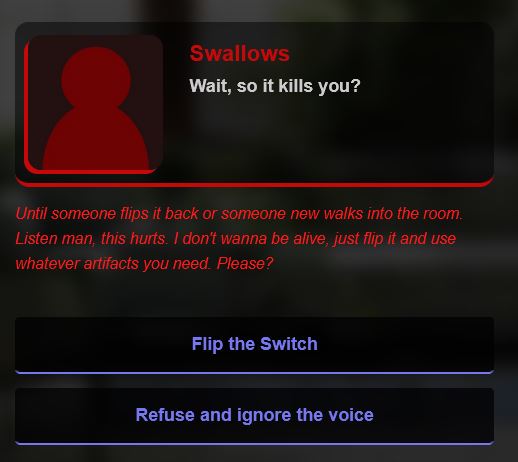 Swallows
Wait, so it kills you?
Until someone flips it back or someone new walks into the room.
Listen man, this hurts. I don't wanna be alive, just flip it and use
whatever artifacts you need. Please?
Flip the Switch
Refuse and ignore the voice